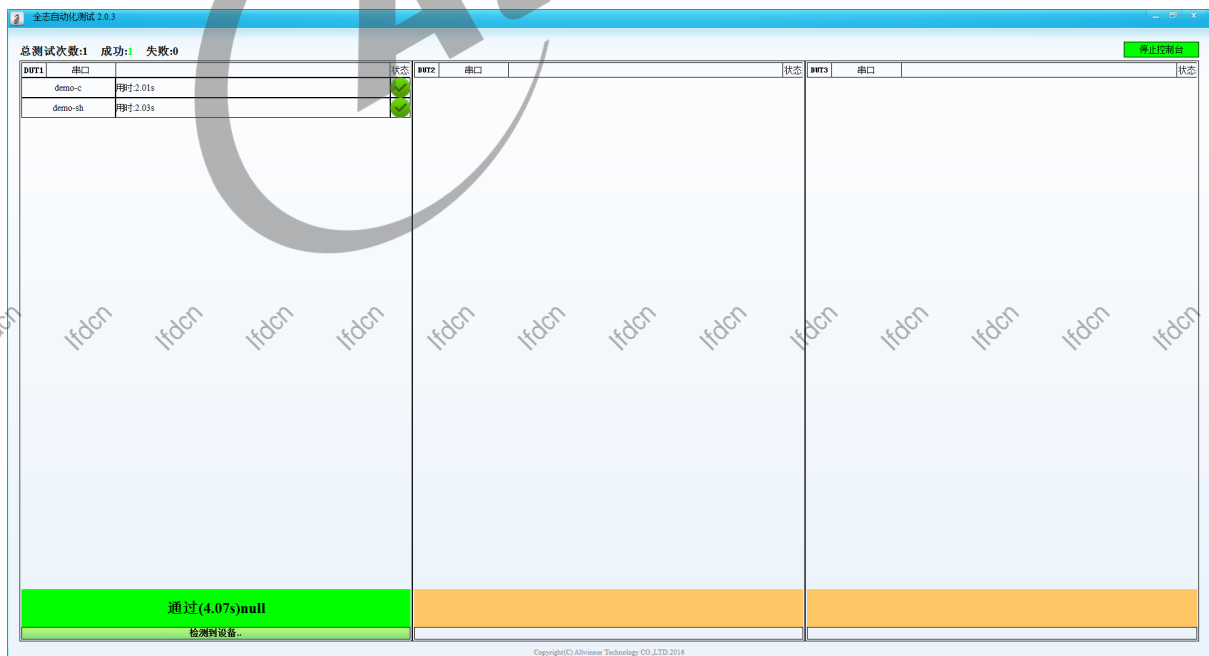 全志自动化测试 2.0.3
总测试次数:1 成功:1 失败:0
停止控制台
DUT1 串口 状态 DUT2 串口 状态 DUT3 串口 状态
demo-c 用时:2.01s
demo-sh 用时:2.03s
lfdcn lfdcn lfdcn lfdcn lfdcn lfdcn lfdcn lfdcn lfdcn lfdcn lfdcn lfdcn lfdcn
通过(4.07s)null
检测到设备..
Copyright(C) Allwinner Technology CO.,LTD.2016